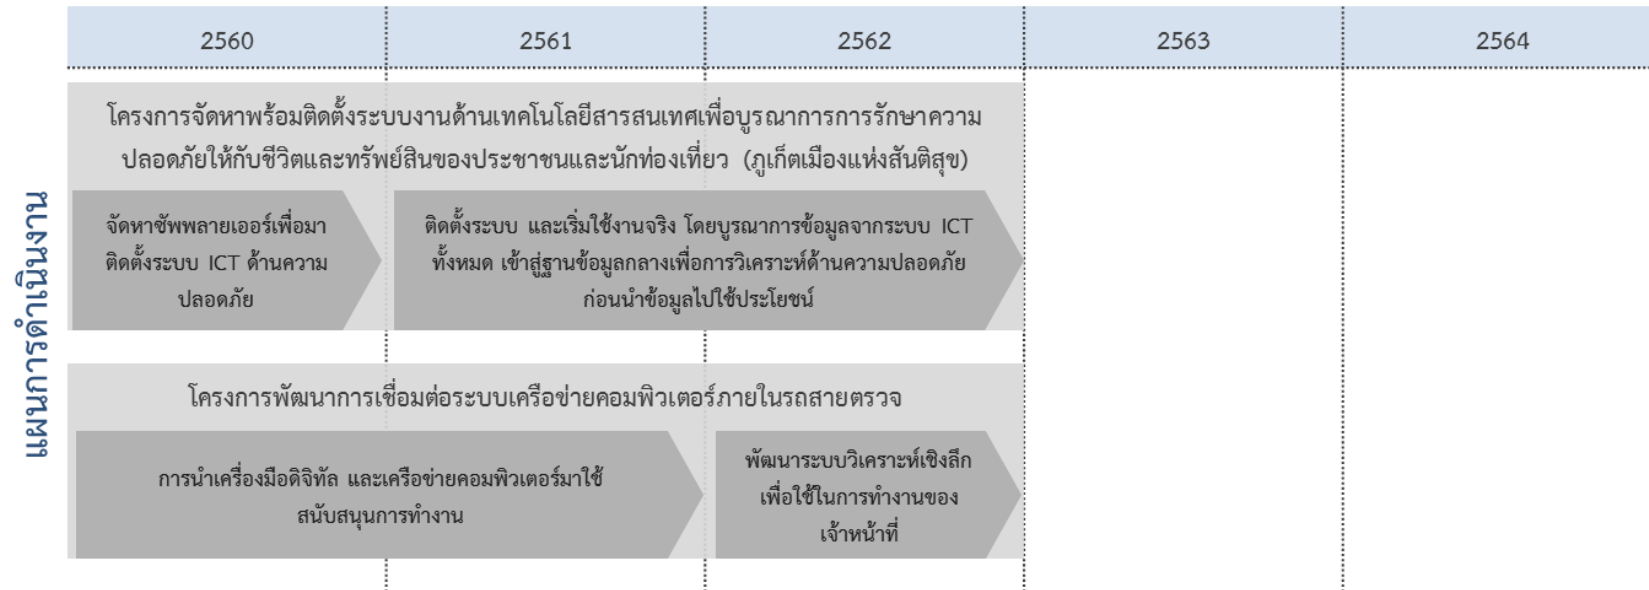 2560 2561 2562 2563 2564
แผนการดำเนินงาน
โครงการจัดหาพร้อมติดตั้งระบบงานด้านเทคโนโลยีสารสนเทศเพื่อบูรณาการการรักษาความ
ปลอดภัยให้กับชีวิตและทรัพย์สินของประชาชนและนักท่องเที่ยว (ภูเก็ตเมืองแห่งสันติสุข)
จัดหาซัพพลายเออร์เพื่อมา
ติดตั้งระบบ ICT ด้านความ
ปลอดภัย
ติดตั้งระบบ และเริ่มใช้งานจริง โดยบูรณาการข้อมูลจากระบบ ICT
ทั้งหมด เข้าสู่ฐานข้อมูลกลางเพื่อการวิเคราะห์ด้านความปลอดภัย
ก่อนนำข้อมูลไปใช้ประโยชน์
โครงการพัฒนาการเชื่อมต่อระบบเครือข่ายคอมพิวเตอร์ภายในรถสายตรวจ
การนำเครื่องมือดิจิทัล และเครือข่ายคอมพิวเตอร์มาใช้
สนับสนุนการทำงาน
พัฒนาระบบวิเคราะห์เชิงลึก
เพื่อใช้ในการทำงานของ
เจ้าหน้าที่